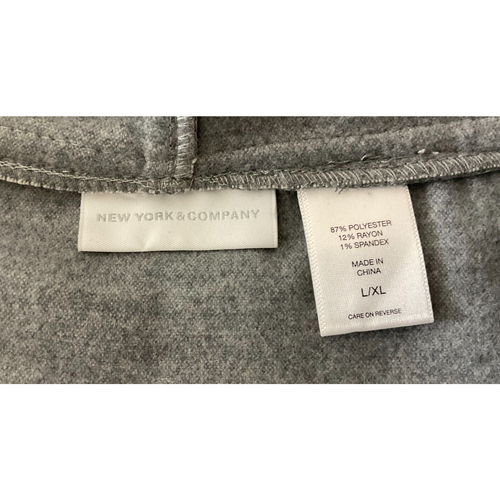 NEW YORK & COMPANY
87% POLYESTER
12% RAYON
1% SPANDEX
MADE IN
CHINA
L/XL
CARE ON REVERSE